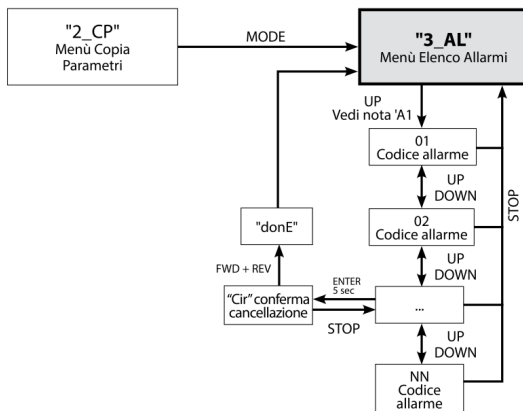 "2_CP"
Menù Copia
Parametri
MODE
"3_AL"
Menù Elenco Allarmi
UP
Vedi nota 'A1
01
Codice allarme
UP
DOWN
STOP
02
Codice allarme
"donE"
UP
DOWN
FWD + REV
ENTER
5 sec
"Cir" conferma
cancellazione
...
STOP
UP
DOWN
NN
Codice
allarme